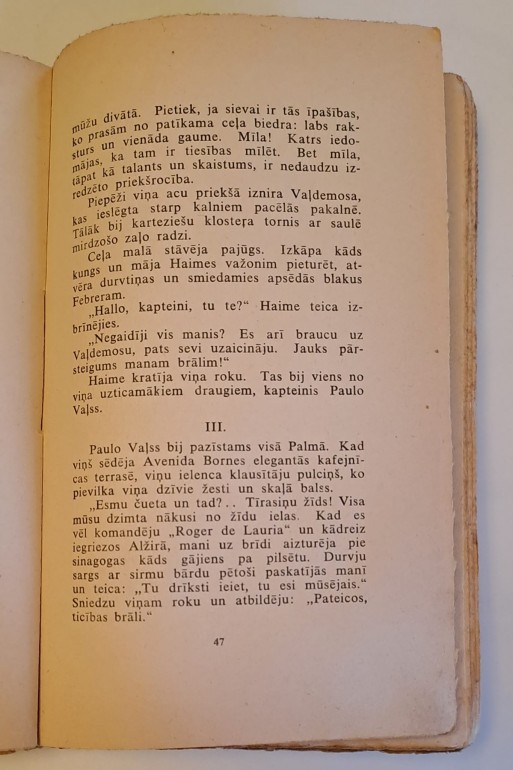 mūžu divātā. Pietiek, ja sievai ir tās īpašības,
ko prasām no patīkama ceļa biedra: labs rak-
sturs un vienāda gaume. Mīla! Katrs iedo-
mājas, ka tam ir tiesības mīlēt. Bet mīla,
tāpat kā talants un skaistums, ir nedaudzu iz-
redzēto priekšrocība.
Piepēži viņa acu priekšā iznira Vaļdemosa,
kas ieslēgta starp kalniem pacēlās pakalnē.
Tālāk bij karteziešu klosteŗa tornis ar saulē
mirdzošo zaļo radzi.
Ceļa malā stāvēja pajūgs. Izkāpa kāds
kungs un māja Haimes važonim pieturēt, at-
vēra durvtiņas un smiedamies apsēdās blakus
Febreram.
„Hallo, kapteini, tu te?“ Haime teica iz-
brīnējies.
„Negaidīji vis manis? Es arī braucu uz
Vaļdemosu, pats sevi uzaicināju. Jauks pār-
steigums manam brālim!“
Haime kratīja viņa roku. Tas bij viens no
viņa uzticamākiem draugiem, kapteinis Paulo
Vaļss.
III.
Paulo Vaļss bij pazīstams visā Palmā. Kad
viņš sēdēja Avenida Bornes elegantās kafejnī-
cas terrasē, viņu ielenca klausītāju pulciņš, ko
pievilka viņa dzīvie žesti un skaļā balss.
„Esmu čueta un tad?.. Tīrasiņu žīds! Visa
mūsu dzimta nākusi no žīdu ielas. Kad es
vēl komandēju „Roger de Lauria“ un kādreiz
iegriezos Alžirā, mani uz brīdi aizturēja pie
sinagogas kāds gājiens pa pilsētu. Durvju
sargs ar sirmu bārdu pētoši paskatījās manī
un teica: „Tu drīksti ieiet, tu esi mūsējais.“
Sniedzu viņam roku un atbildēju: „Pateicos,
ticības brāli.“
47